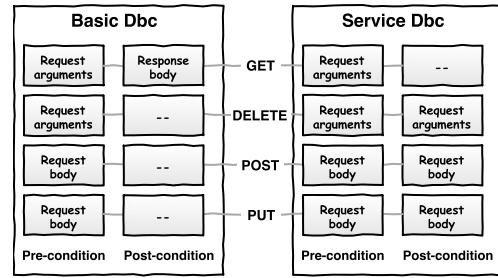 Basic Dbc
Service Dbc
Request arguments
Response body
GET
Request arguments
--
Request arguments
--
DELETE
Request arguments
Request arguments
Request body
--
POST
Request body
Request body
Request body
--
PUT
Request body
Request body
Pre-condition
Post-condition
Pre-condition
Post-condition